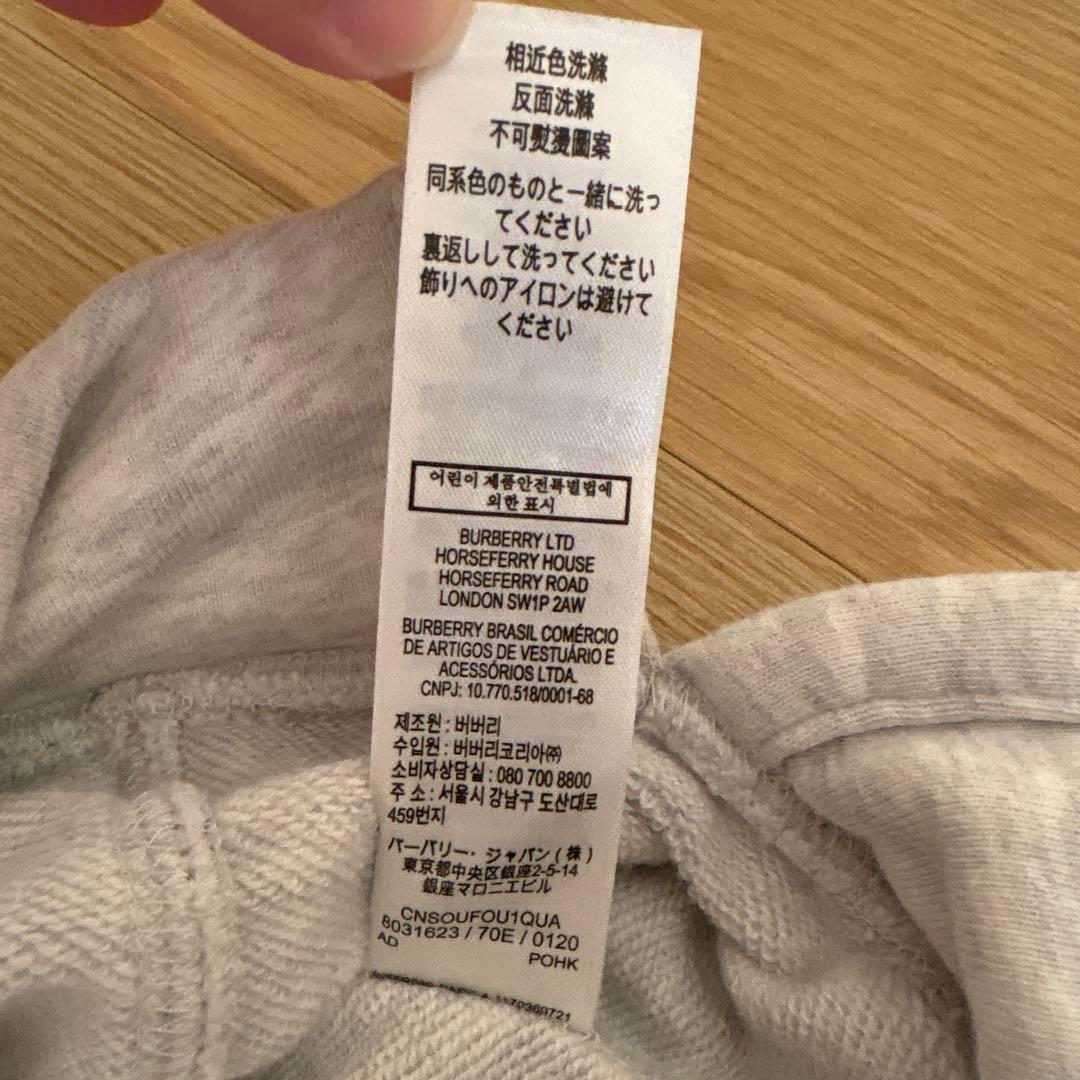 相近色洗滌
反面洗滌
不可熨燙圖案
同系色のものと一緒に洗っ
てください
裏返しして洗ってください
飾りへのアイロンは避けて
ください
어린이 제품안전특별법에
의한 표시
BURBERRY LTD
HORSEFERRY HOUSE
HORSEFERRY ROAD
LONDON SW1P 2AW
BURBERRY BRASIL COMÉRCIO
DE ARTIGOS DE VESTUÁRIO E
ACESSÓRIOS LTDA.
CNPJ: 10.770.518/0001-68
제조원 : 버버리
수입원 : 버버리코리아㈜
소비자상담실 : 080 700 8800
주 소 : 서울시 강남구 도산대로
459번지
バーバリー・ジャパン(株)
東京都中央区銀座2-5-14
銀座マロニエビル
CNSOUFOU1QUA
8031623 / 70E / 0120
AD
POHK